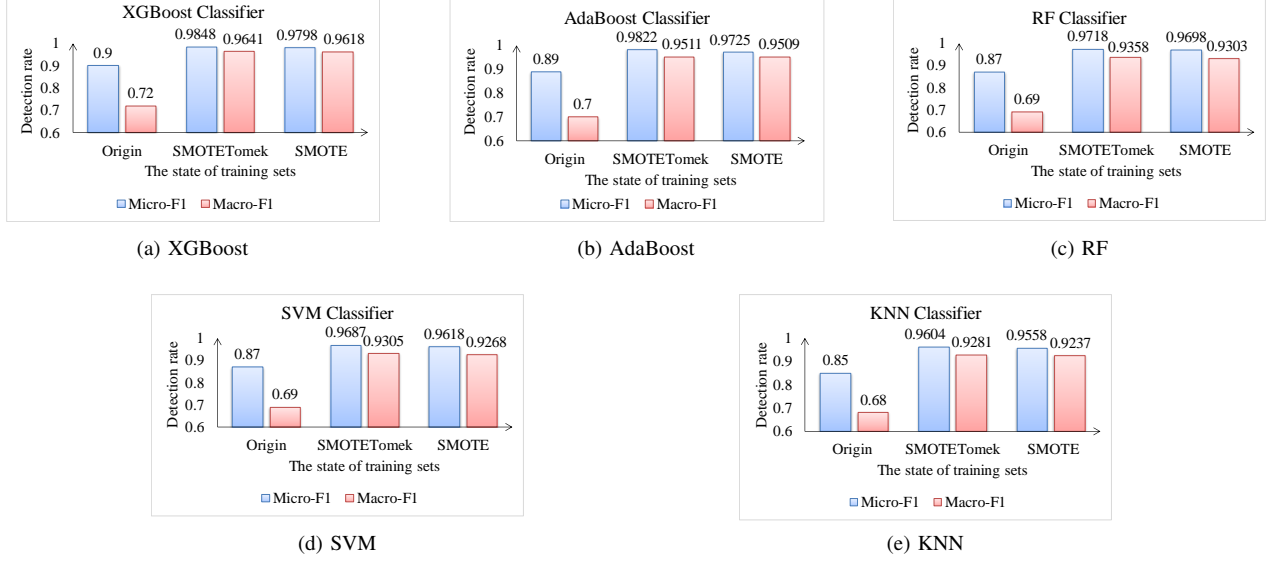 XGBoost Classifier
0.9848
0.9641
0.9798
0.9618
0.9
0.72
1
0.9
0.8
0.7
0.6
Detection rate
Origin SMOTETomek SMOTE
The state of training sets
Micro-F1 Macro-F1
(a) XGBoost
AdaBoost Classifier
0.9822
0.9511
0.9725
0.9509
0.89
0.7
1
0.9
0.8
0.7
0.6
Detection rate
Origin SMOTETomek SMOTE
The state of training sets
Micro-F1 Macro-F1
(b) AdaBoost
RF Classifier
0.9718
0.9358
0.9698
0.9303
0.87
0.69
1
0.9
0.8
0.7
0.6
Detection rate
Origin SMOTETomek SMOTE
The state of training sets
Micro-F1 Macro-F1
(c) RF
SVM Classifier
0.9687
0.9305
0.9618
0.9268
0.87
0.69
1
0.9
0.8
0.7
0.6
Detection rate
Origin SMOTETomek SMOTE
The state of training sets
Micro-F1 Macro-F1
(d) SVM
KNN Classifier
0.9604
0.9281
0.9558
0.9237
0.85
0.68
1
0.9
0.8
0.7
0.6
Detection rate
Origin SMOTETomek SMOTE
The state of training sets
Micro-F1 Macro-F1
(e) KNN